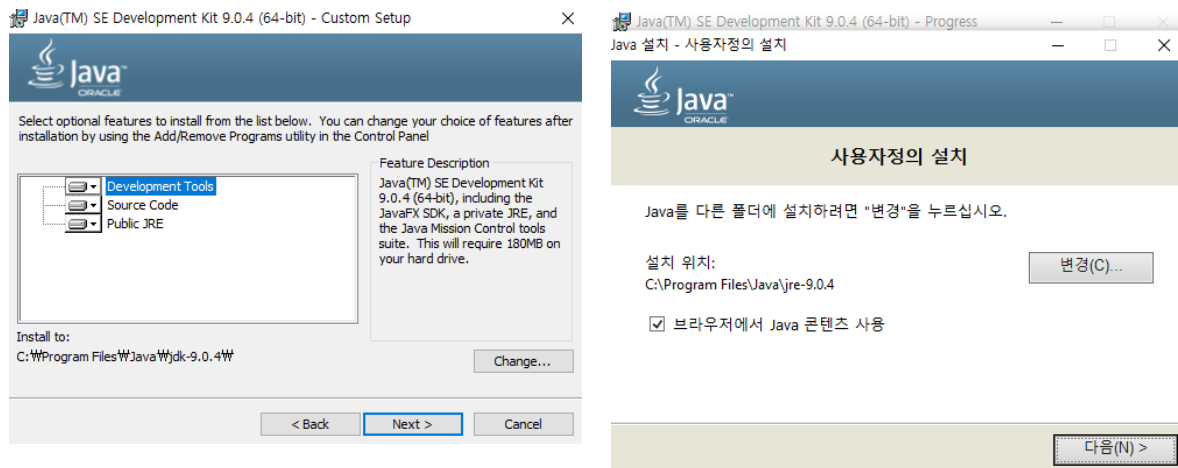 Java(TM) SE Development Kit 9.0.4 (64-bit) - Custom Setup
Java™
ORACLE
Select optional features to install from the list below. You can change your choice of features after
installation by using the Add/Remove Programs utility in the Control Panel
Development Tools
Source Code
Public JRE
Feature Description
Java(TM) SE Development Kit
9.0.4 (64-bit), including the
JavaFX SDK, a private JRE, and
the Java Mission Control tools
suite. This will require 180MB on
your hard drive.
Install to:
C:₩Program Files₩Java₩jdk-9.0.4₩
Change...
< Back
Next >
Cancel
Java(TM) SE Development Kit 9.0.4 (64-bit) - Progress
Java 설치 - 사용자정의 설치
Java™
ORACLE
사용자정의 설치
Java를 다른 폴더에 설치하려면 "변경"을 누르십시오.
설치 위치:
C:\Program Files\Java\jre-9.0.4
변경(C)...
브라우저에서 Java 콘텐츠 사용
다음(N) >